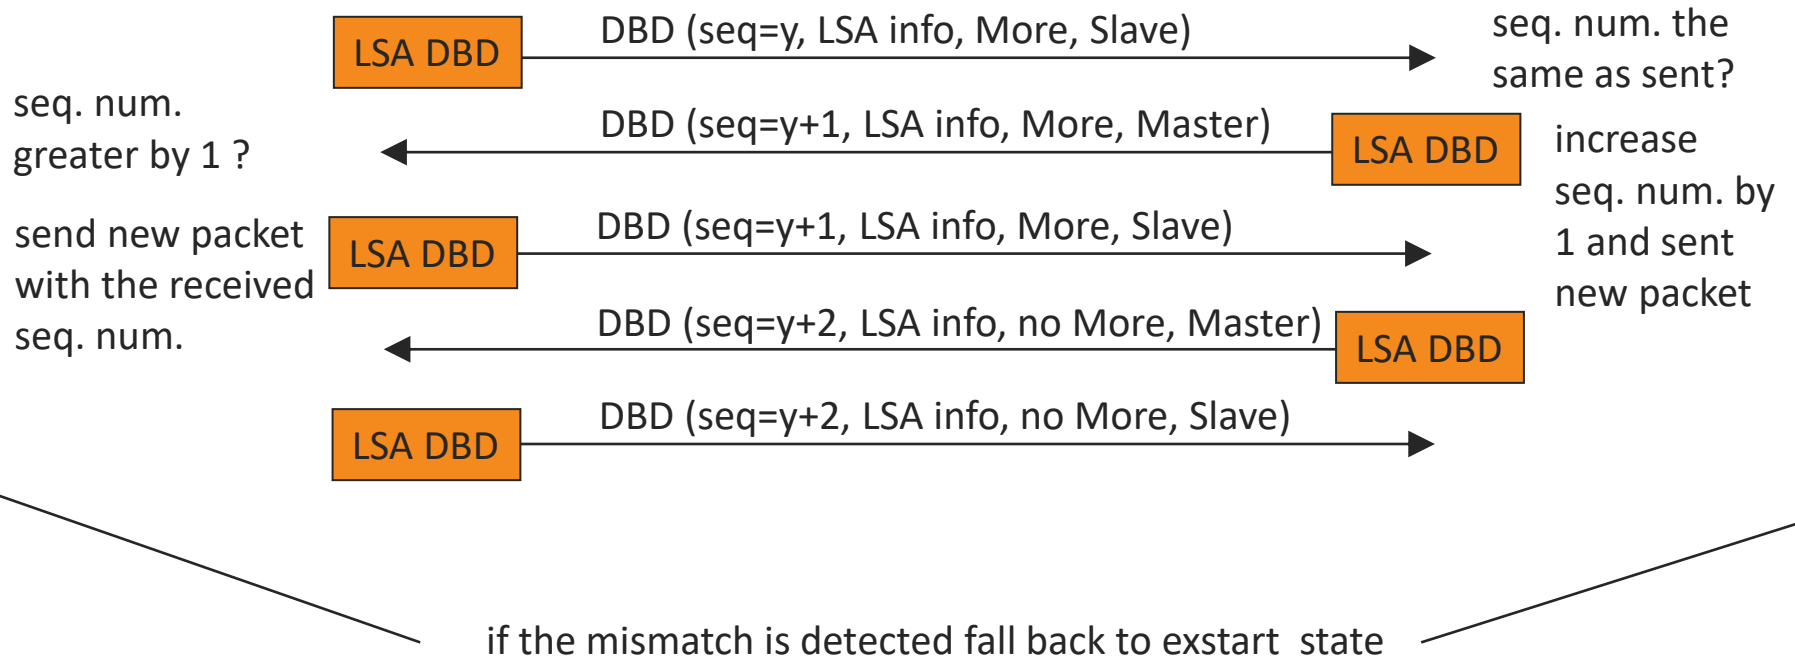 LSA DBD
DBD (seq=y, LSA info, More, Slave)
seq. num. the
same as sent?
seq. num.
greater by 1 ?
DBD (seq=y+1, LSA info, More, Master)
LSA DBD
increase
seq. num. by
1 and sent
new packet
send new packet
with the received
seq. num.
LSA DBD
DBD (seq=y+1, LSA info, More, Slave)
DBD (seq=y+2, LSA info, no More, Master)
LSA DBD
LSA DBD
DBD (seq=y+2, LSA info, no More, Slave)
if the mismatch is detected fall back to exstart state